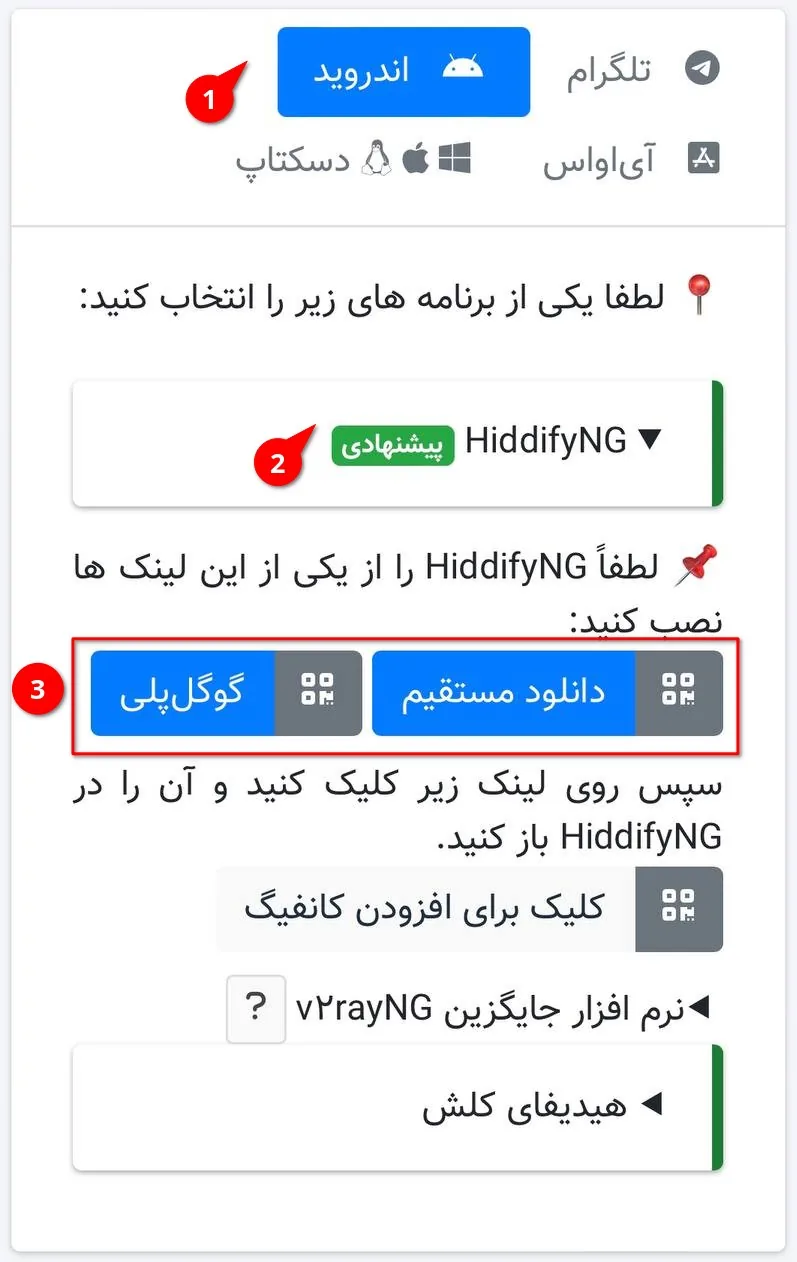 تلگرام
اندروید
1
آی‌اواس
دسکتاپ
لطفا یکی از برنامه های زیر را انتخاب کنید:
▼ HiddifyNG پیشنهادی
2
لطفاً HiddifyNG را از یکی از این لینک ها
نصب کنید:
دانلود مستقیم
گوگل‌پلی
3
سپس روی لینک زیر کلیک کنید و آن را در
HiddifyNG باز کنید.
کلیک برای افزودن کانفیگ
◀نرم افزار جایگزین v۲rayNG ?
◀ هیدیفای کلش